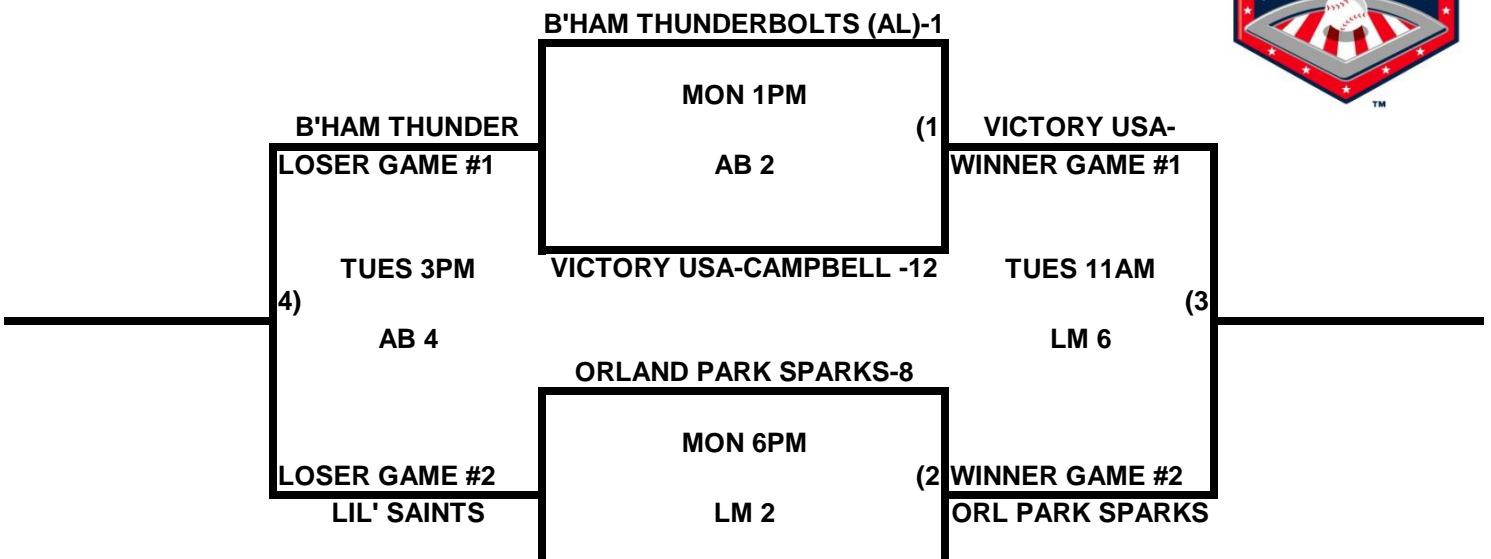 B'HAM THUNDERBOLTS (AL)-1
MON 1PM
B'HAM THUNDER
(1
VICTORY USA-
LOSER GAME #1
AB 2
WINNER GAME #1
TUES 3PM
VICTORY USA-CAMPBELL -12
TUES 11AM
4)
(3
AB 4
LM 6
ORLAND PARK SPARKS-8
MON 6PM
LOSER GAME #2
(2
WINNER GAME #2
LIL' SAINTS
LM 2
ORL PARK SPARKS
TM